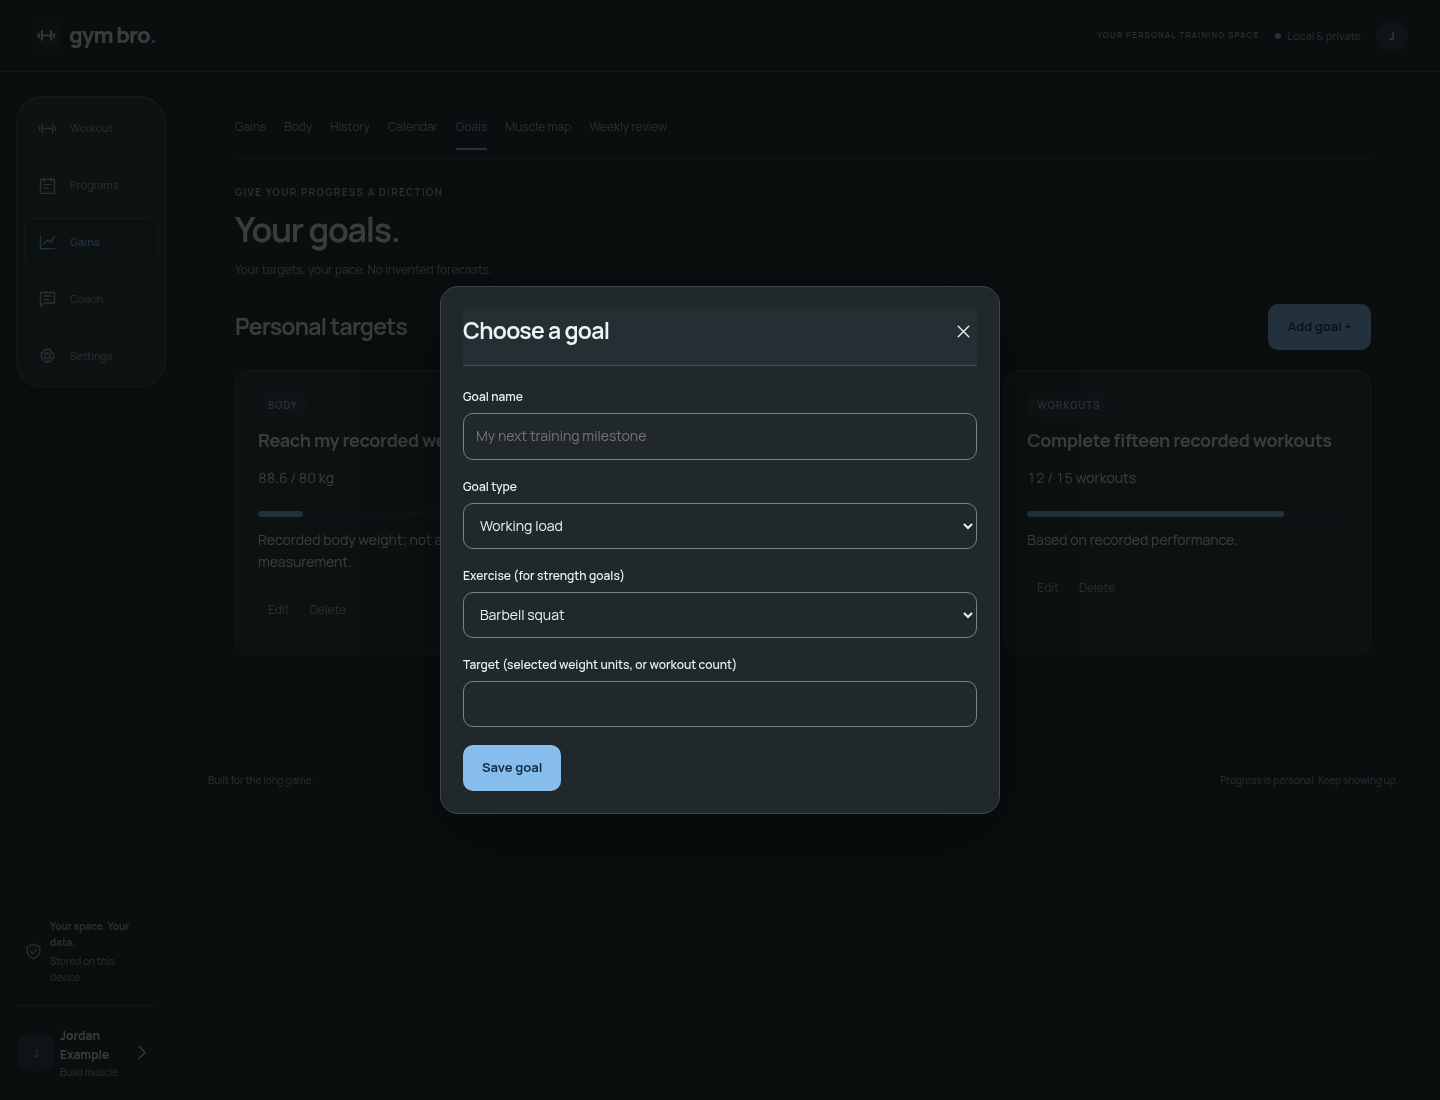 gym bro.
YOUR PERSONAL TRAINING SPACE
Local & private
J
Workout
Programs
Gains
Coach
Settings
Gains Body History Calendar Goals Muscle map Weekly review
GIVE YOUR PROGRESS A DIRECTION
Your goals.
Your targets, your pace. No invented forecasts.
Personal targets
Add goal +
BODY
Reach my recorded we
88.6 / 80 kg
Recorded body weight; not a
measurement.
Edit Delete
Choose a goal
Goal name
My next training milestone
Goal type
Working load
Exercise (for strength goals)
Barbell squat
Target (selected weight units, or workout count)
Save goal
WORKOUTS
Complete fifteen recorded workouts
12 / 15 workouts
Based on recorded performance.
Edit Delete
Built for the long game.
Progress is personal. Keep showing up.
Your space. Your
data.
Stored on this
device
J
Jordan
Example
Build muscle